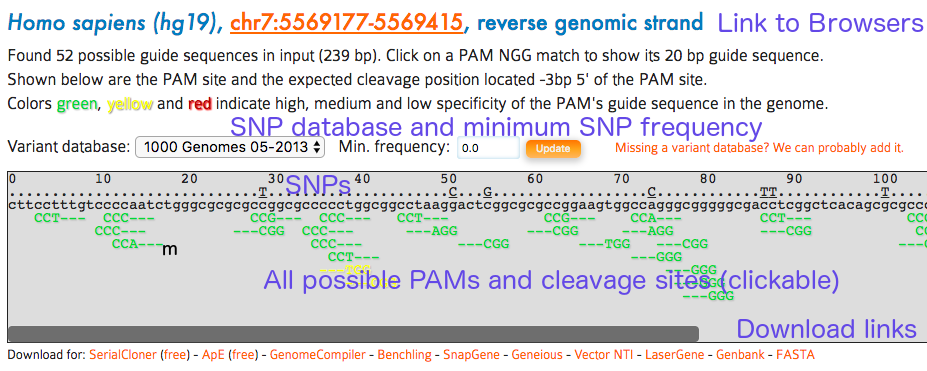 Homo sapiens (hg19), chr7:5569177-5569415, reverse genomic strand Link to Browsers
Found 52 possible guide sequences in input (239 bp). Click on a PAM NGG match to show its 20 bp guide sequence.
Shown below are the PAM site and the expected cleavage position located -3bp 5' of the PAM site.
Colors green, yellow and red indicate high, medium and low specificity of the PAM's guide sequence in the genome.
SNP database and minimum SNP frequency
Variant database: 1000 Genomes 05-2013 Min. frequency: 0.0 Update Missing a variant database? We can probably add it.
0 10 20 30 40 50 60 70 80 90 100
T SNPs C G C TT T
cttcctttgtccccaatctgggcgcgcgccggcgccccctggcggcctaaggactcggcgcgccggaagtggccagggcgggggcgacctcggctcacagcgcgccc
CCT--- CCC--- CCG--- CCC--- CCT--- CCG--- CCA--- CCT---
CCC--- ---CGG CCC--- ---AGG ---CGG ---AGG ---CGG
CCA--- m CCC--- ---CGG ---TGG ---CGG
CCT--- ---GGG
---TGG ---GGG
All possible PAMs and cleavage sites (clickable)
---GGG
Download links
Download for: SerialCloner (free) - ApE (free) - GenomeCompiler - Benchling - SnapGene - Geneious - Vector NTI - LaserGene - Genbank - FASTA